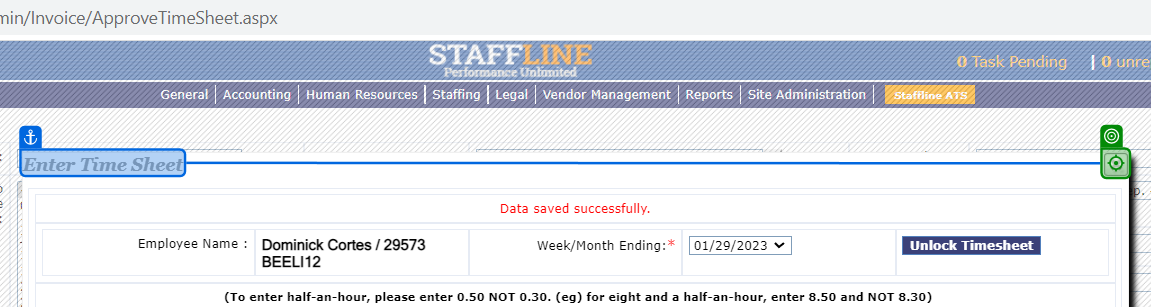 min/Invoice/ApproveTimeSheet.aspx
STAFFLINE
Performance Unlimited
0 Task Pending | 0 unre
General | Accounting | Human Resources | Staffing | Legal | Vendor Management | Reports | Site Administration | Staffline ATS
Enter Time Sheet
Data saved successfully.
Employee Name : Dominick Cortes / 29573 Week/Month Ending:* 01/29/2023 Unlock Timesheet
BEELI12
(To enter half-an-hour, please enter 0.50 NOT 0.30. (eg) for eight and a half-an-hour, enter 8.50 and NOT 8.30)